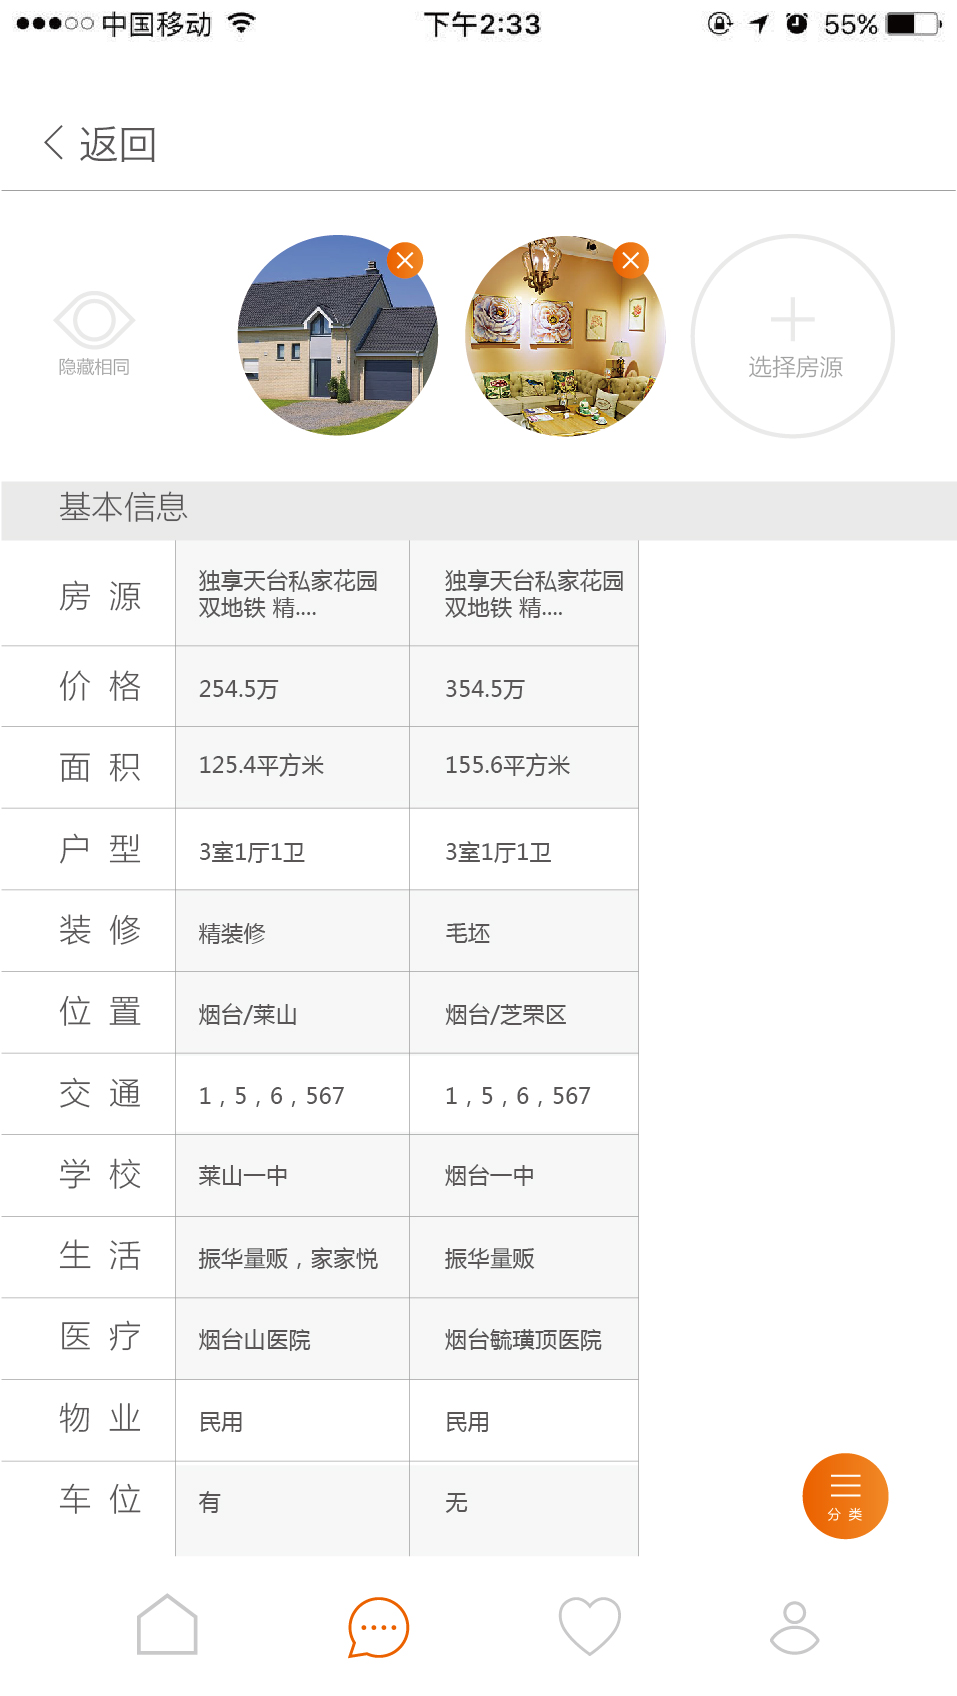 中国移动 下午2:33 55%
返回
隐藏相同
选择房源
基本信息
房 源 独享天台私家花园 独享天台私家花园
双地铁 精.... 双地铁 精....
价 格 254.5万 354.5万
面 积 125.4平方米 155.6平方米
户 型 3室1厅1卫 3室1厅1卫
装 修 精装修 毛坯
位 置 烟台/莱山 烟台/芝罘区
交 通 1，5，6，567 1，5，6，567
学 校 莱山一中 烟台一中
生 活 振华量贩，家家悦 振华量贩
医 疗 烟台山医院 烟台毓璜顶医院
物 业 民用 民用
车 位 有 无
分 类